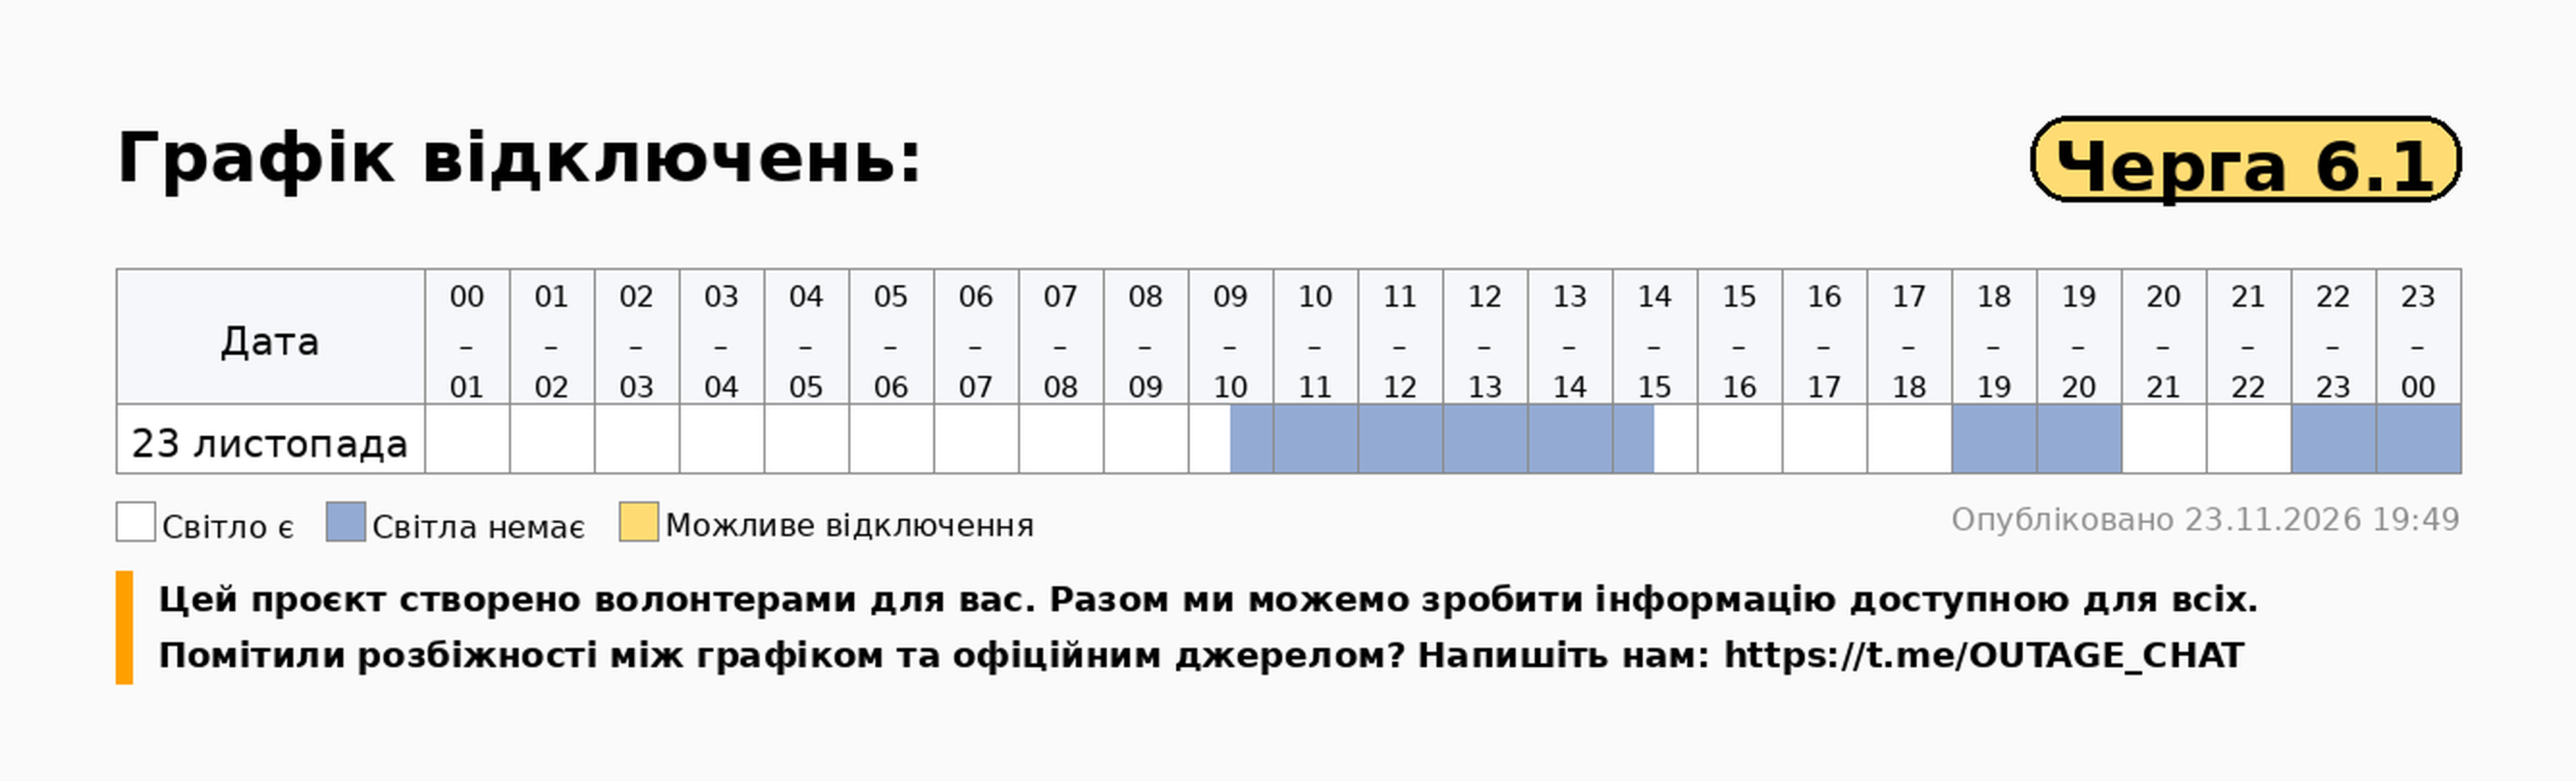 Графік відключень:
Черга 6.1
Дата
00 – 01
01 – 02
02 – 03
03 – 04
04 – 05
05 – 06
06 – 07
07 – 08
08 – 09
09 – 10
10 – 11
11 – 12
12 – 13
13 – 14
14 – 15
15 – 16
16 – 17
17 – 18
18 – 19
19 – 20
20 – 21
21 – 22
22 – 23
23 – 00
23 листопада
Світло є
Світла немає
Можливе відключення
Опубліковано 23.11.2026 19:49
Цей проєкт створено волонтерами для вас. Разом ми можемо зробити інформацію доступною для всіх.
Помітили розбіжності між графіком та офіційним джерелом? Напишіть нам: https://t.me/OUTAGE_CHAT